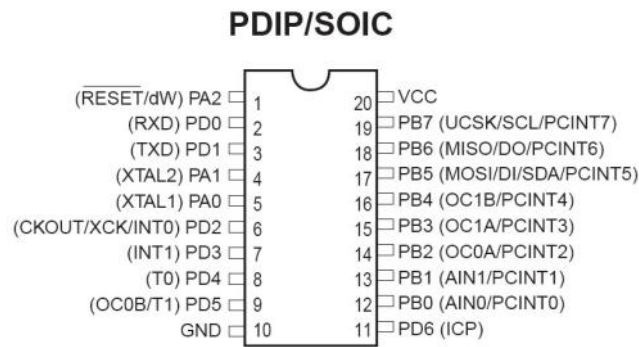 PDIP/SOIC
(RESET/dW) PA2 1 20 VCC
(RXD) PD0 2 19 PB7 (UCSK/SCL/PCINT7)
(TXD) PD1 3 18 PB6 (MISO/DO/PCINT6)
(XTAL2) PA1 4 17 PB5 (MOSI/DI/SDA/PCINT5)
(XTAL1) PA0 5 16 PB4 (OC1B/PCINT4)
(CKOUT/XCK/INT0) PD2 6 15 PB3 (OC1A/PCINT3)
(INT1) PD3 7 14 PB2 (OC0A/PCINT2)
(T0) PD4 8 13 PB1 (AIN1/PCINT1)
(OC0B/T1) PD5 9 12 PB0 (AIN0/PCINT0)
GND 10 11 PD6 (ICP)